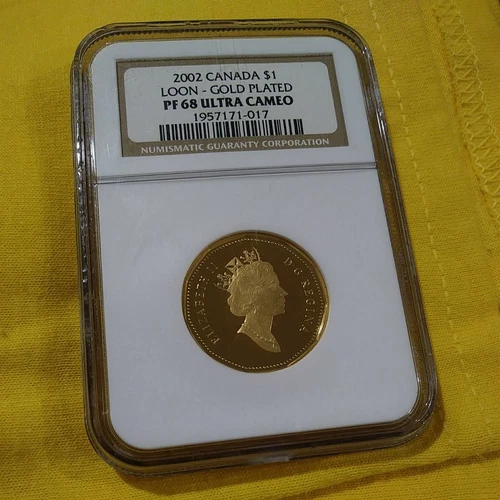 2002 CANADA $1
LOON - GOLD PLATED
PF 68 ULTRA CAMEO
1957171-017
NUMISMATIC GUARANTY CORPORATION
ELIZABETH II D·G·REGINA